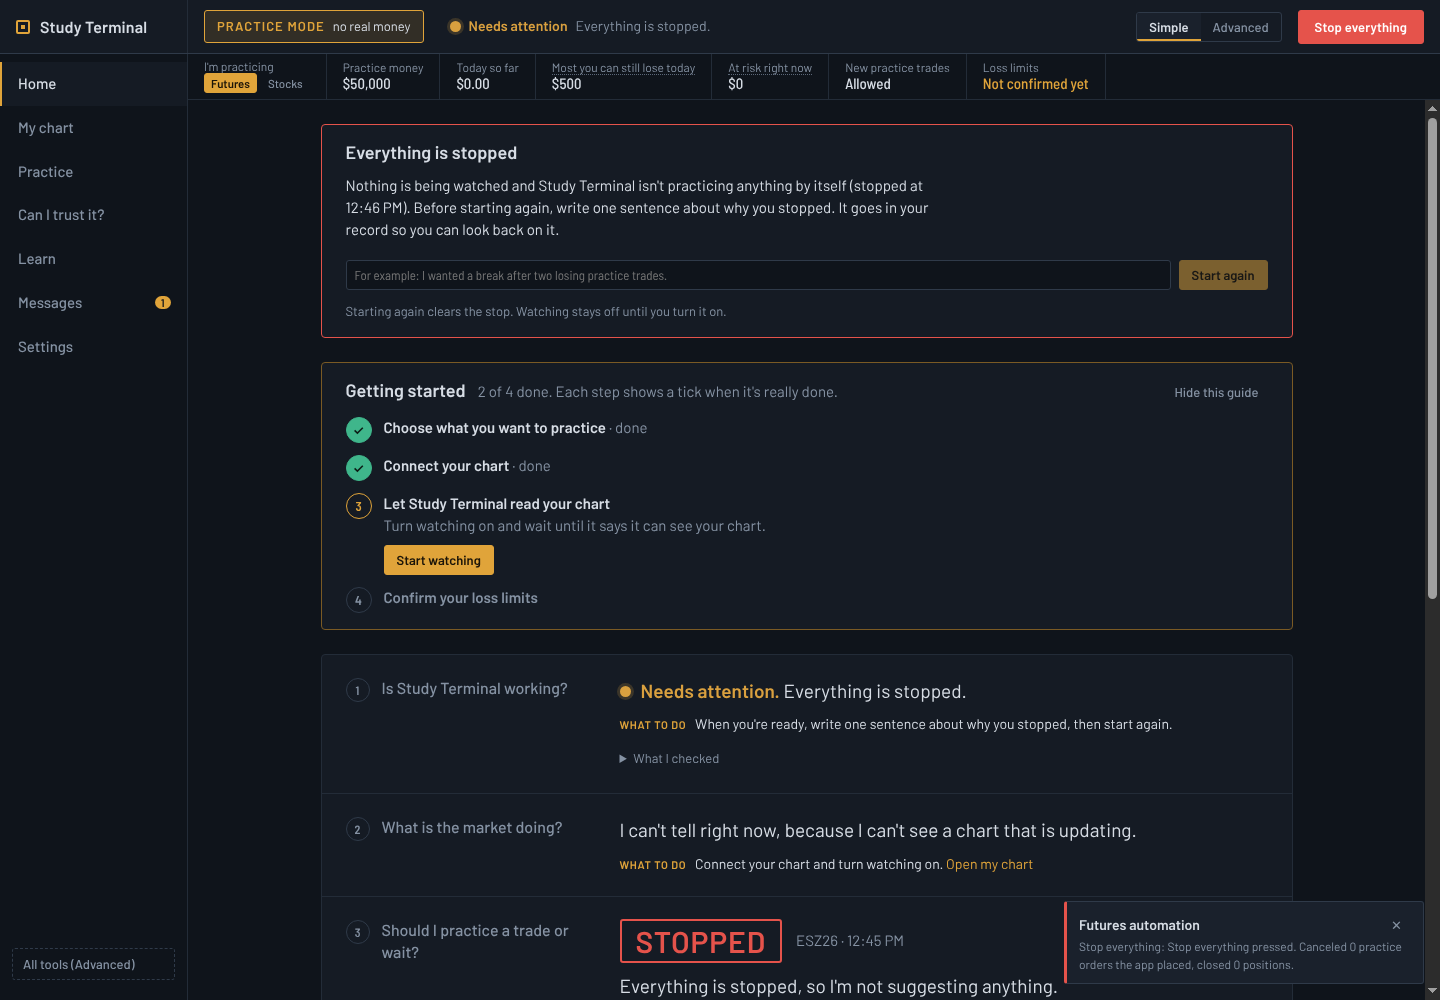 Study Terminal
PRACTICE MODE no real money
Needs attention Everything is stopped.
Simple
Advanced
Stop everything
I'm practicing
Futures
Stocks
Practice money
$50,000
Today so far
$0.00
Most you can still lose today
$500
At risk right now
$0
New practice trades
Allowed
Loss limits
Not confirmed yet
Home
My chart
Practice
Can I trust it?
Learn
Messages 1
Settings
All tools (Advanced)
Everything is stopped
Nothing is being watched and Study Terminal isn't practicing anything by itself (stopped at
12:46 PM). Before starting again, write one sentence about why you stopped. It goes in your
record so you can look back on it.
For example: I wanted a break after two losing practice trades.
Start again
Starting again clears the stop. Watching stays off until you turn it on.
Getting started 2 of 4 done. Each step shows a tick when it's really done.
Hide this guide
Choose what you want to practice · done
Connect your chart · done
3 Let Study Terminal read your chart
Turn watching on and wait until it says it can see your chart.
Start watching
4 Confirm your loss limits
1 Is Study Terminal working?
Needs attention. Everything is stopped.
WHAT TO DO When you're ready, write one sentence about why you stopped, then start again.
What I checked
2 What is the market doing?
I can't tell right now, because I can't see a chart that is updating.
WHAT TO DO Connect your chart and turn watching on. Open my chart
3 Should I practice a trade or
wait?
STOPPED
ESZ26 · 12:45 PM
Everything is stopped, so I'm not suggesting anything.
Futures automation
Stop everything: Stop everything pressed. Canceled 0 practice
orders the app placed, closed 0 positions.